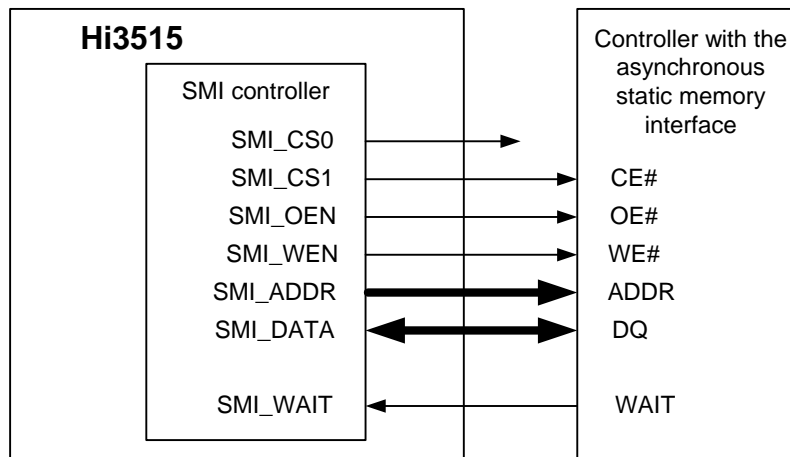 Hi3515
SMI controller
SMI_CS0
SMI_CS1
SMI_OEN
SMI_WEN
SMI_ADDR
SMI_DATA
SMI_WAIT
Controller with the
asynchronous
static memory
interface
CE#
OE#
WE#
ADDR
DQ
WAIT